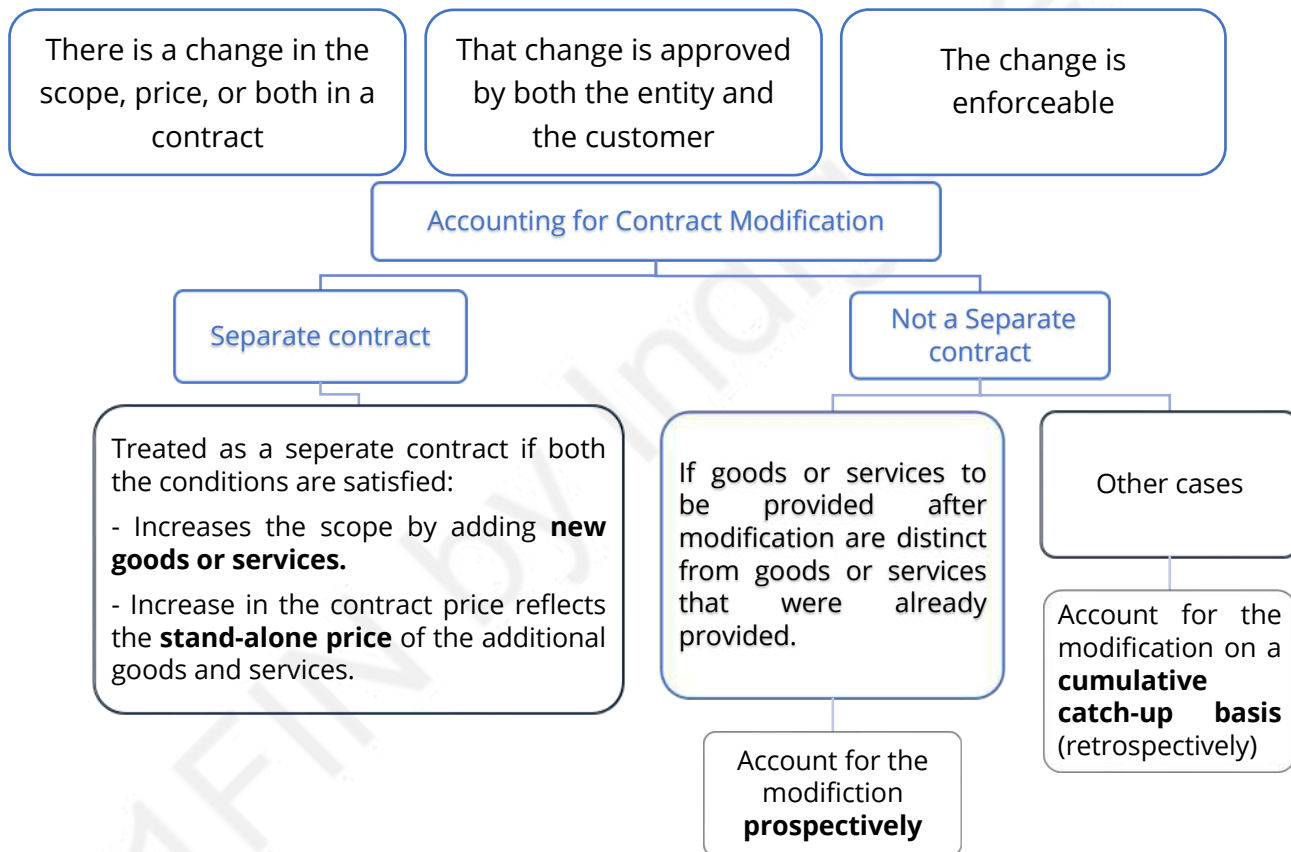 There is a change in the
scope, price, or both in a
contract
That change is approved
by both the entity and
the customer
The change is
enforceable
Accounting for Contract Modification
Separate contract
Not a Separate
contract
Treated as a seperate contract if both
the conditions are satisfied:
- Increases the scope by adding new
goods or services.
- Increase in the contract price reflects
the stand-alone price of the additional
goods and services.
If goods or services to
be provided after
modification are distinct
from goods or services
that were already
provided.
Other cases
Account for the
modifiction
prospectively
Account for the
modification on a
cumulative
catch-up basis
(retrospectively)
1FIN by Indig